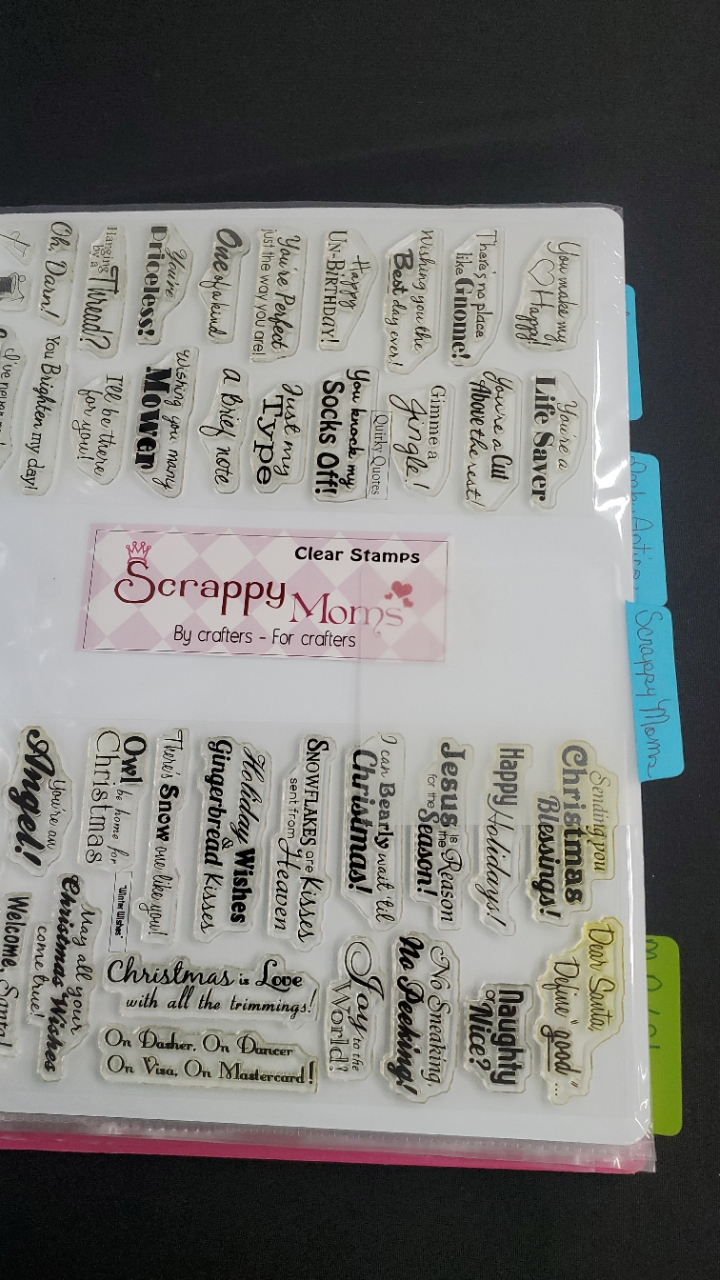 You make my
Happy!
There's no place
like Gnome!
Wishing you the
Best day ever!
Happy
Un-Birthday!
You're Perfect
just the way you are!
One of a kind
You're
Priceless!
Hanging
by a
Thread?
Oh, Darn!
You're a
Life Saver
You're a Cut
Above the rest!
Gimme a
jingle!
Quirky Quotes
You knock my
Socks Off!
Just my
Type
A Brief note
Wishing you many
Mower
I'll be there
for you!
You Brighten my day!
I've never
Clear Stamps
Scrappy Moms
By crafters - For crafters
Scrappy Moms
Sending you
Christmas
Blessings!
Happy Holidays!
Jesus is the Reason
for the Season!
I can Bearly wait 'til
Christmas!
Snowflakes are Kisses
sent from Heaven
Holiday Wishes
&
Gingerbread Kisses
There's Snow one like you!
Owl be home for
Christmas
"Winter Wishes"
You're an
Angel!
Dear Santa,
Define "good"...
Naughty
or Nice?
No Sneaking,
No Peeking!
Joy to the
World!
Christmas is Love
with all the trimmings!
On Dasher, On Dancer
On Visa, On Mastercard!
May all your
Christmas Wishes
come true!
Welcome, Santa!